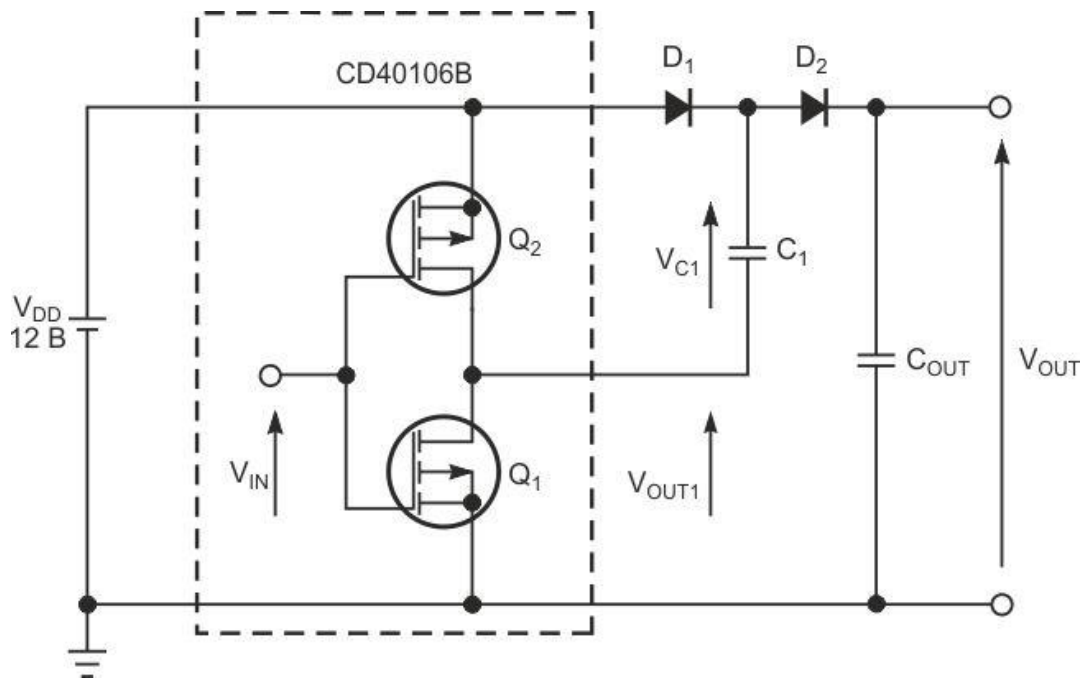 CD40106B
D1
D2
Q2
VC1
C1
VDD
12 В
COUT
VOUT
VIN
Q1
VOUT1